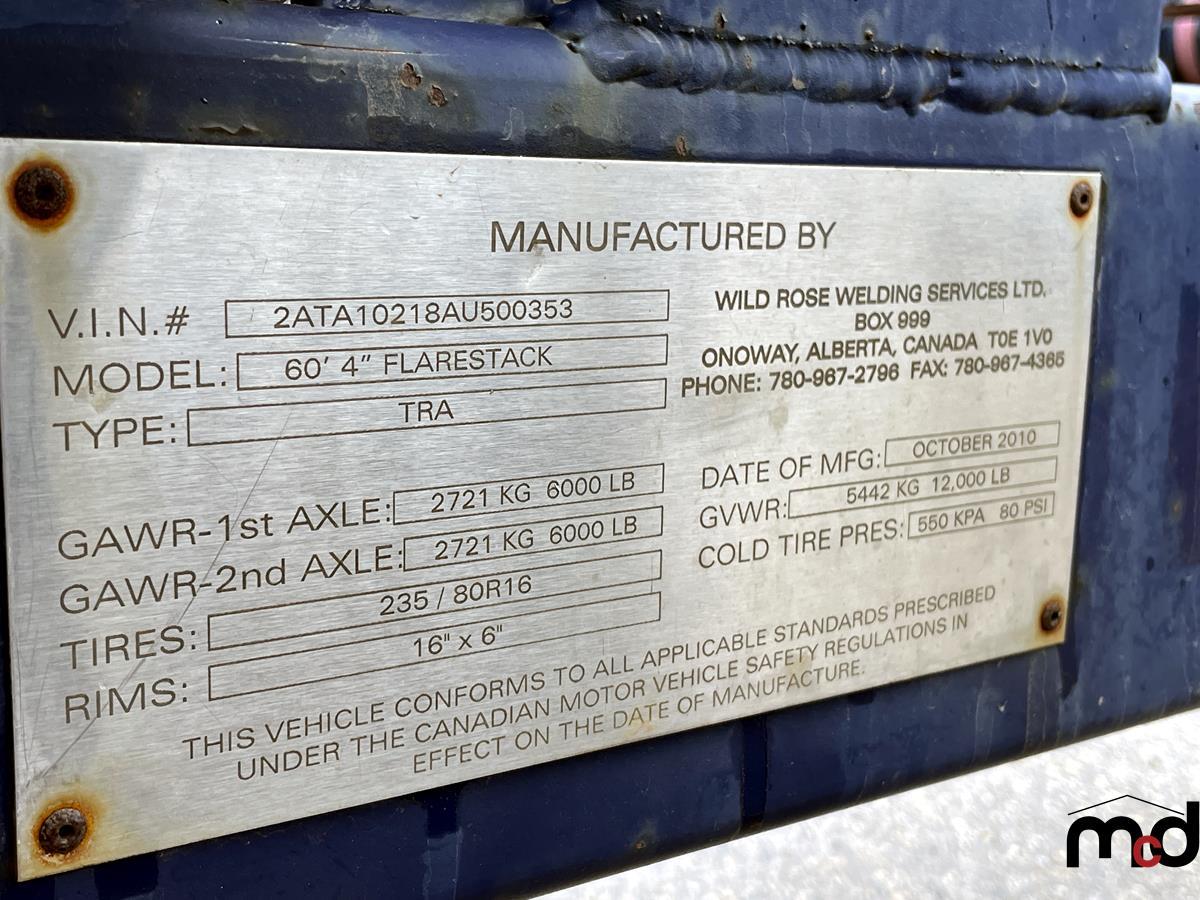 MANUFACTURED BY
V.I.N.# 2ATA10218AU500353
MODEL: 60' 4" FLARESTACK
TYPE: TRA
WILD ROSE WELDING SERVICES LTD.
BOX 999
ONOWAY, ALBERTA, CANADA T0E 1V0
PHONE: 780-967-2796 FAX: 780-967-4365
GAWR-1st AXLE: 2721 KG 6000 LB
GAWR-2nd AXLE: 2721 KG 6000 LB
TIRES: 235 / 80R16
RIMS: 16" x 6"
DATE OF MFG: OCTOBER 2010
GVWR: 5442 KG 12,000 LB
COLD TIRE PRES: 550 KPA 80 PSI
THIS VEHICLE CONFORMS TO ALL APPLICABLE STANDARDS PRESCRIBED
UNDER THE CANADIAN MOTOR VEHICLE SAFETY REGULATIONS IN
EFFECT ON THE DATE OF MANUFACTURE.
mcd